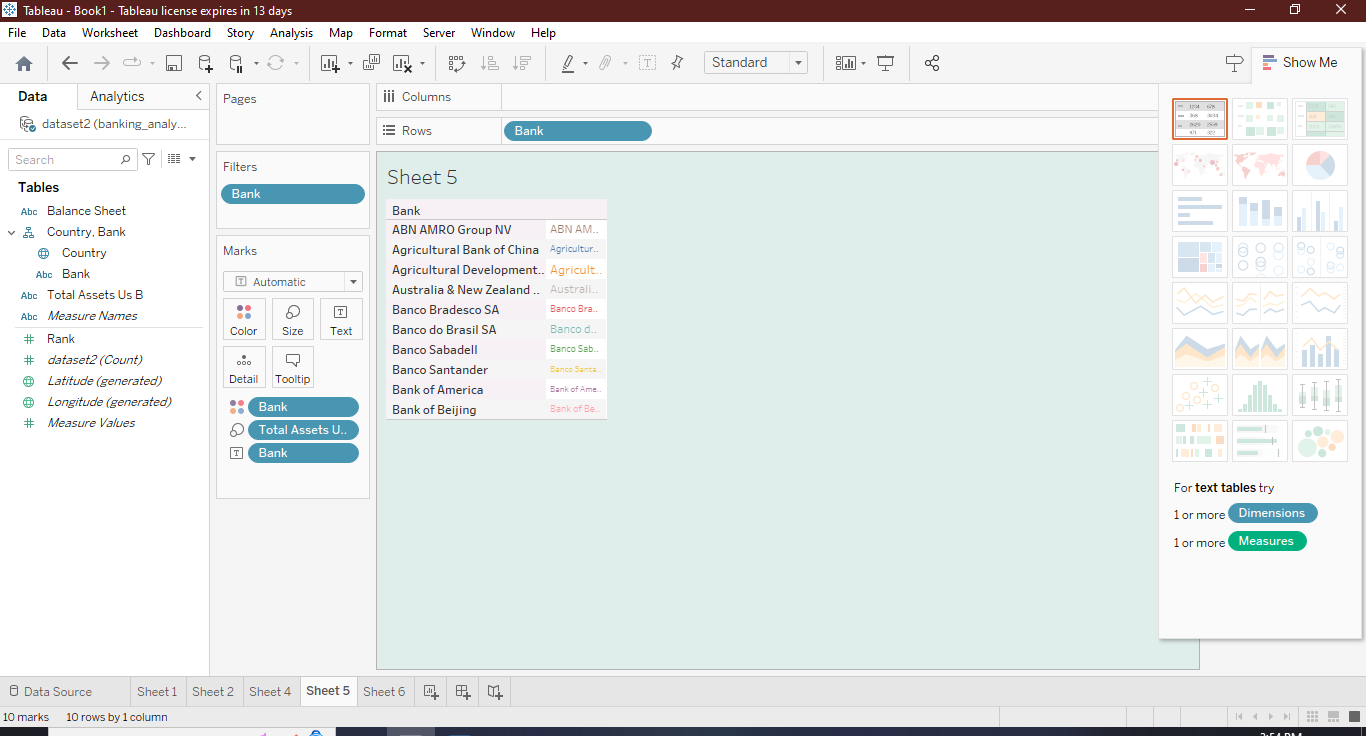 Tableau - Book1 - Tableau license expires in 13 days
File Data Worksheet Dashboard Story Analysis Map Format Server Window Help
Standard
Show Me
Data Analytics
dataset2 (banking_analy...
Search
Tables
Abc Balance Sheet
Country, Bank
Country
Abc Bank
Abc Total Assets Us B
Abc Measure Names
Rank
dataset2 (Count)
Latitude (generated)
Longitude (generated)
Measure Values
Pages
Filters
Bank
Marks
Automatic
Color Size Text
Detail Tooltip
Bank
Total Assets U..
Bank
Columns
Rows Bank
Sheet 5
Bank
ABN AMRO Group NV ABN AM..
Agricultural Bank of China Agricultur..
Agricultural Development.. Agricult..
Australia & New Zealand .. Australi..
Banco Bradesco SA Banco Bra..
Banco do Brasil SA Banco d..
Banco Sabadell Banco Sab..
Banco Santander Banco Santa..
Bank of America Bank of Ame..
Bank of Beijing Bank of Be..
For text tables try
1 or more Dimensions
1 or more Measures
Data Source Sheet 1 Sheet 2 Sheet 4 Sheet 5 Sheet 6
10 marks 10 rows by 1 column